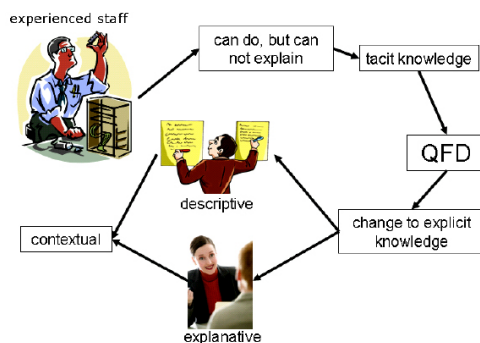 experienced staff
can do, but can
not explain
tacit knowledge
QFD
change to explicit
knowledge
descriptive
contextual
explanative